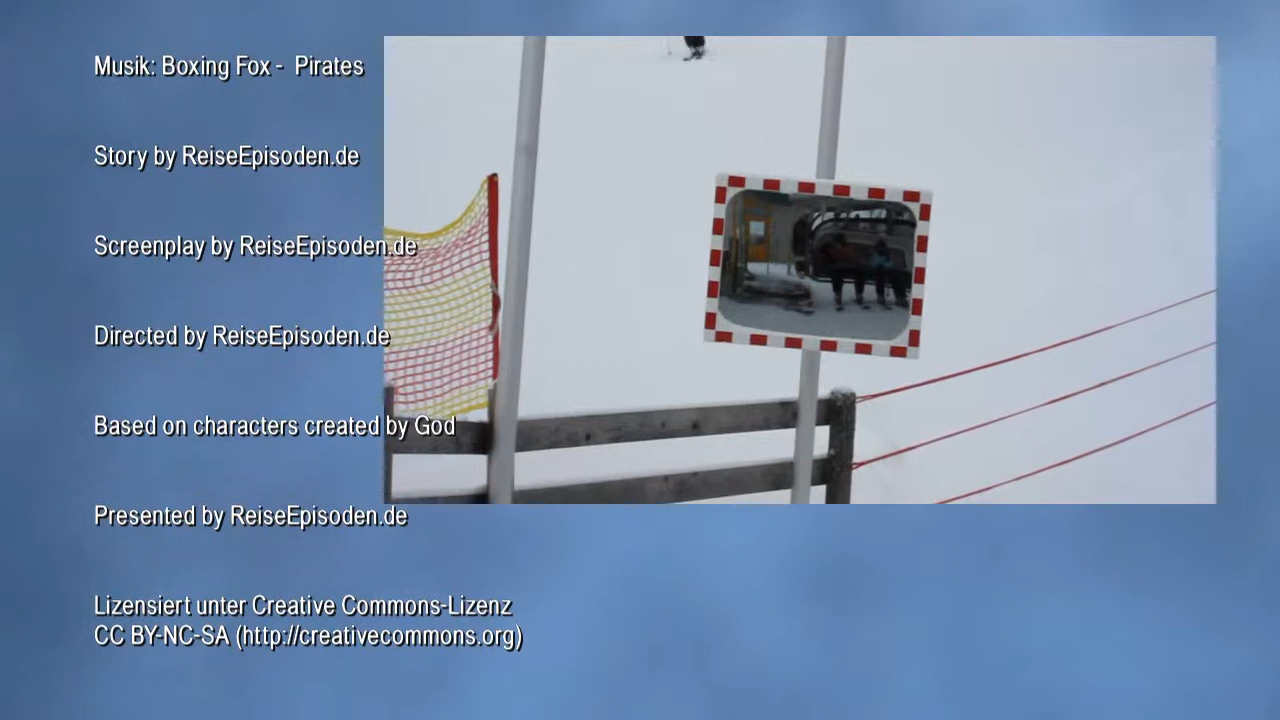 Musik: Boxing Fox - Pirates
Story by ReiseEpisoden.de
Screenplay by ReiseEpisoden.de
Directed by ReiseEpisoden.de
Based on characters created by God
Presented by ReiseEpisoden.de
Lizensiert unter Creative Commons-Lizenz
CC BY-NC-SA (http://creativecommons.org)